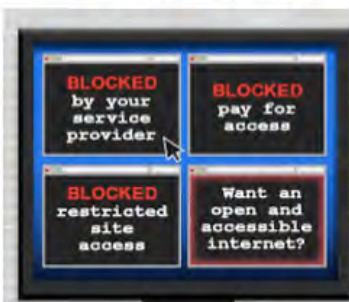 BLOCKED
by your
service
provider
BLOCKED
pay for
access
BLOCKED
restricted
site
access
Want an
open and
accessible
internet?